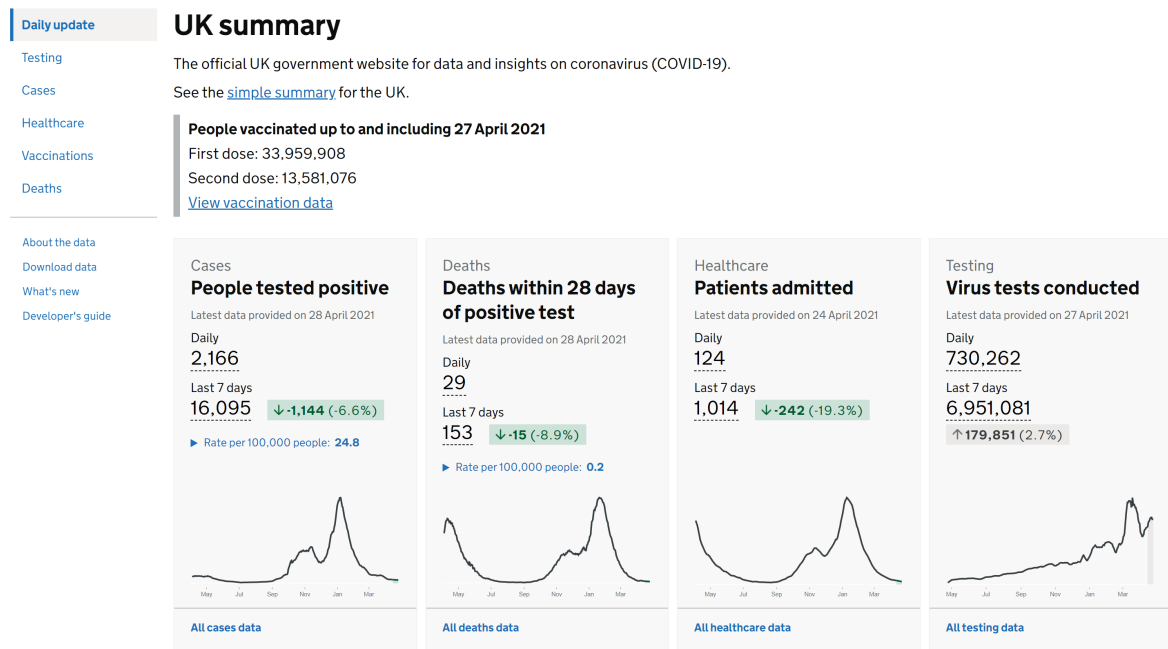 Daily update
Testing
Cases
Healthcare
Vaccinations
Deaths
About the data
Download data
What's new
Developer's guide
UK summary
The official UK government website for data and insights on coronavirus (COVID-19).
See the simple summary for the UK.
People vaccinated up to and including 27 April 2021
First dose: 33,959,908
Second dose: 13,581,076
View vaccination data
Cases
People tested positive
Latest data provided on 28 April 2021
Daily
2,166
Last 7 days
16,095 ↓ -1,144 (-6.6%)
▶ Rate per 100,000 people: 24.8
May Jul Sep Nov Jan Mar
All cases data
Deaths
Deaths within 28 days
of positive test
Latest data provided on 28 April 2021
Daily
29
Last 7 days
153 ↓ -15 (-8.9%)
▶ Rate per 100,000 people: 0.2
May Jul Sep Nov Jan Mar
All deaths data
Healthcare
Patients admitted
Latest data provided on 24 April 2021
Daily
124
Last 7 days
1,014 ↓ -242 (-19.3%)
May Jul Sep Nov Jan Mar
All healthcare data
Testing
Virus tests conducted
Latest data provided on 27 April 2021
Daily
730,262
Last 7 days
6,951,081
↑ 179,851 (2.7%)
May Jul Sep Nov Jan Mar
All testing data